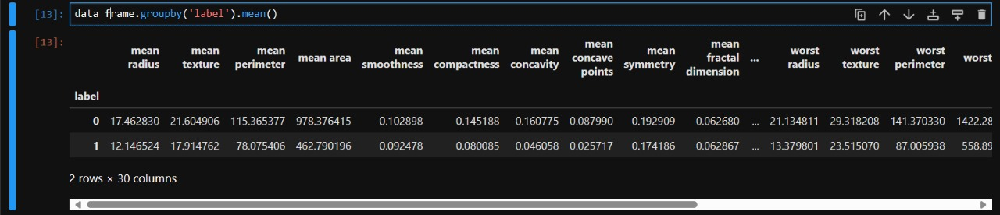 [13]: data_frame.groupby('label').mean()
[13]:
mean radius mean texture mean perimeter mean area mean smoothness mean compactness mean concavity mean concave points mean symmetry mean fractal dimension ... worst radius worst texture worst perimeter worst
label
0 17.462830 21.604906 115.365377 978.376415 0.102898 0.145188 0.160775 0.087990 0.192909 0.062680 ... 21.134811 29.318208 141.370330 1422.28
1 12.146524 17.914762 78.075406 462.790196 0.092478 0.080085 0.046058 0.025717 0.174186 0.062867 ... 13.379801 23.515070 87.005938 558.89
2 rows × 30 columns